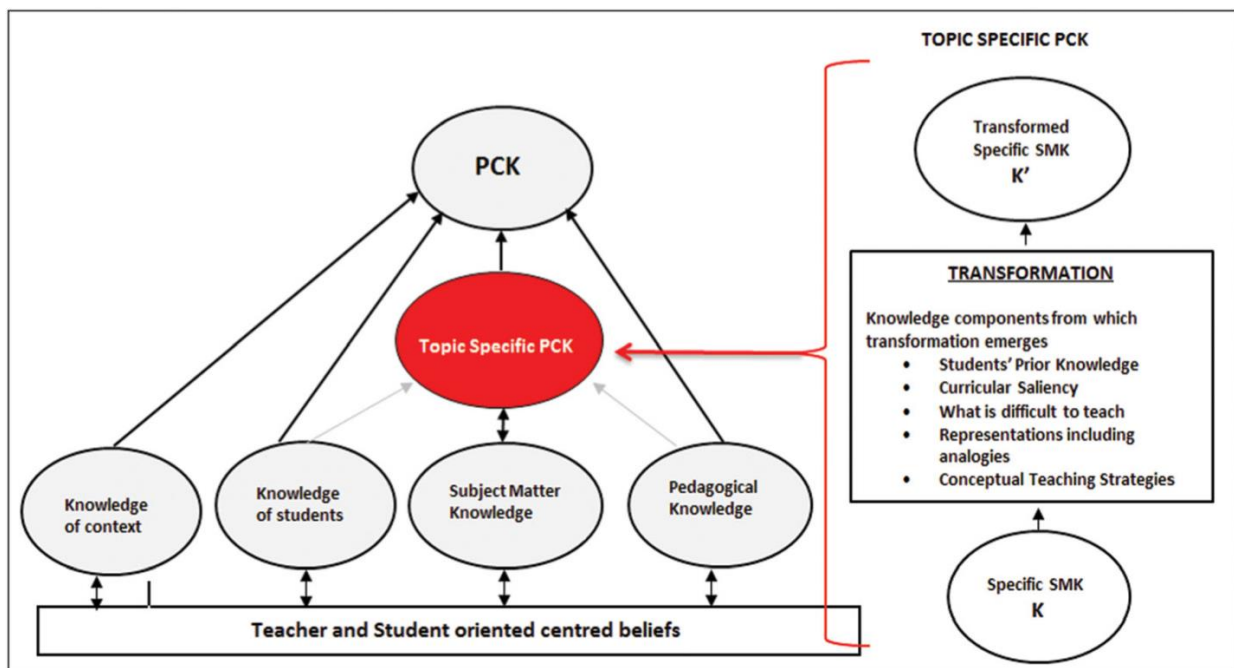 TOPIC SPECIFIC PCK
PCK
Topic Specific PCK
Knowledge
of context
Knowledge
of students
Subject Matter
Knowledge
Pedagogical
Knowledge
Teacher and Student oriented centred beliefs
Transformed
Specific SMK
K’
TRANSFORMATION
Knowledge components from which
transformation emerges
• Students’ Prior Knowledge
• Curricular Saliency
• What is difficult to teach
• Representations including
analogies
• Conceptual Teaching Strategies
Specific SMK
K